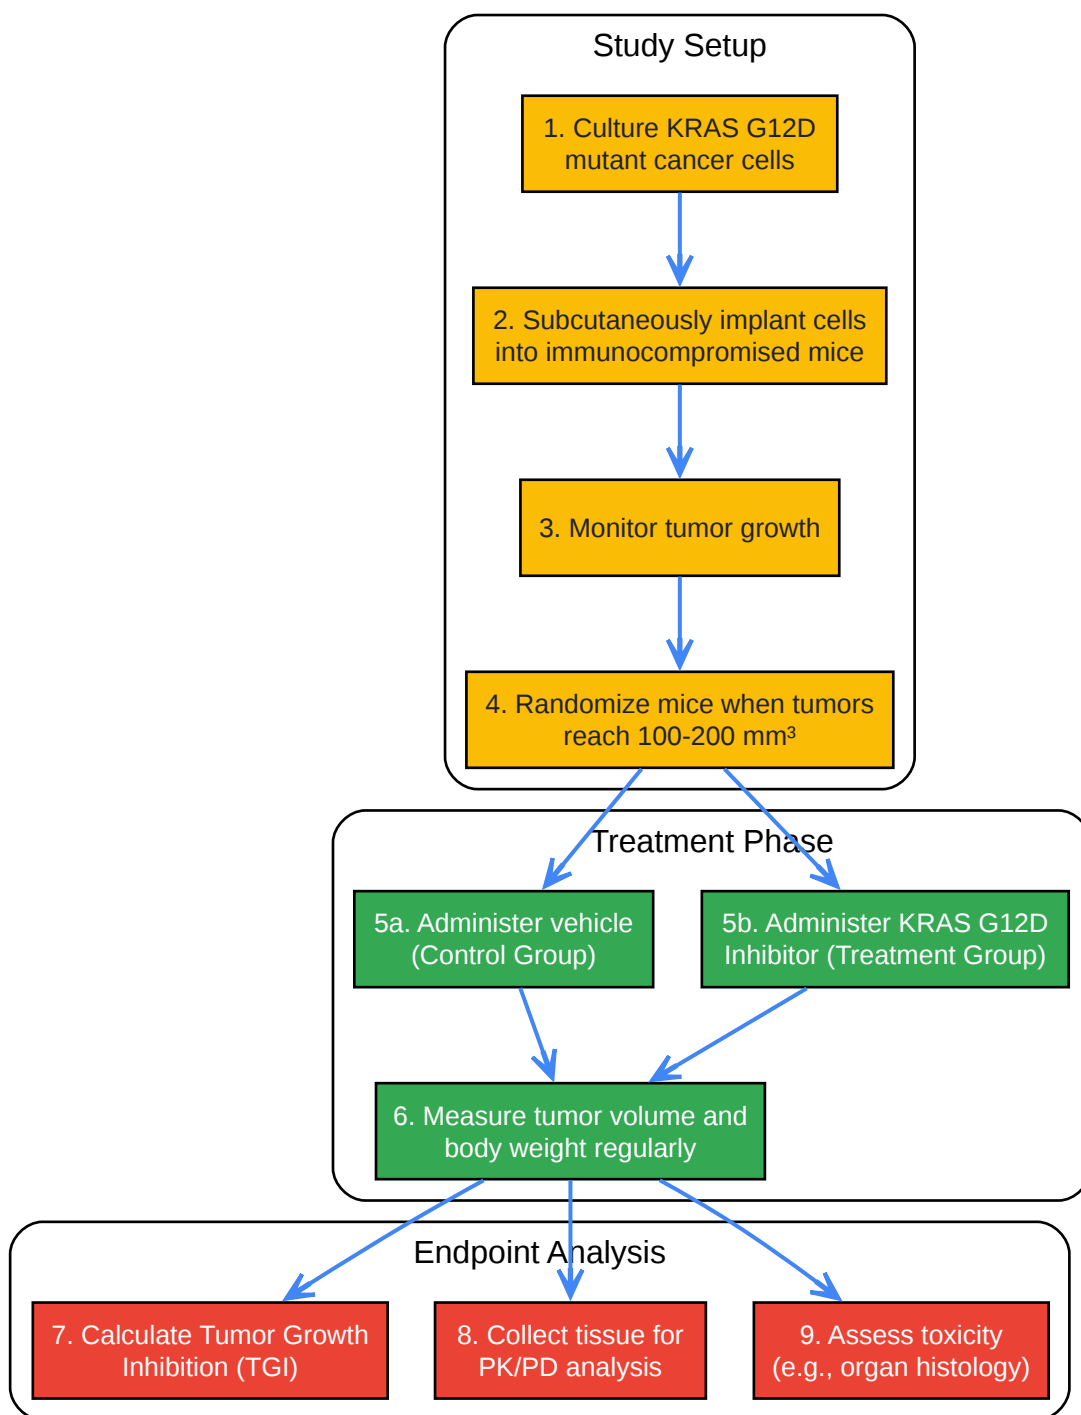 Study Setup
1. Culture KRAS G12D
mutant cancer cells
2. Subcutaneously implant cells
into immunocompromised mice
3. Monitor tumor growth
4. Randomize mice when tumors
reach 100-200 mm³
Treatment Phase
5a. Administer vehicle
(Control Group)
5b. Administer KRAS G12D
Inhibitor (Treatment Group)
6. Measure tumor volume and
body weight regularly
Endpoint Analysis
7. Calculate Tumor Growth
Inhibition (TGI)
8. Collect tissue for
PK/PD analysis
9. Assess toxicity
(e.g., organ histology)